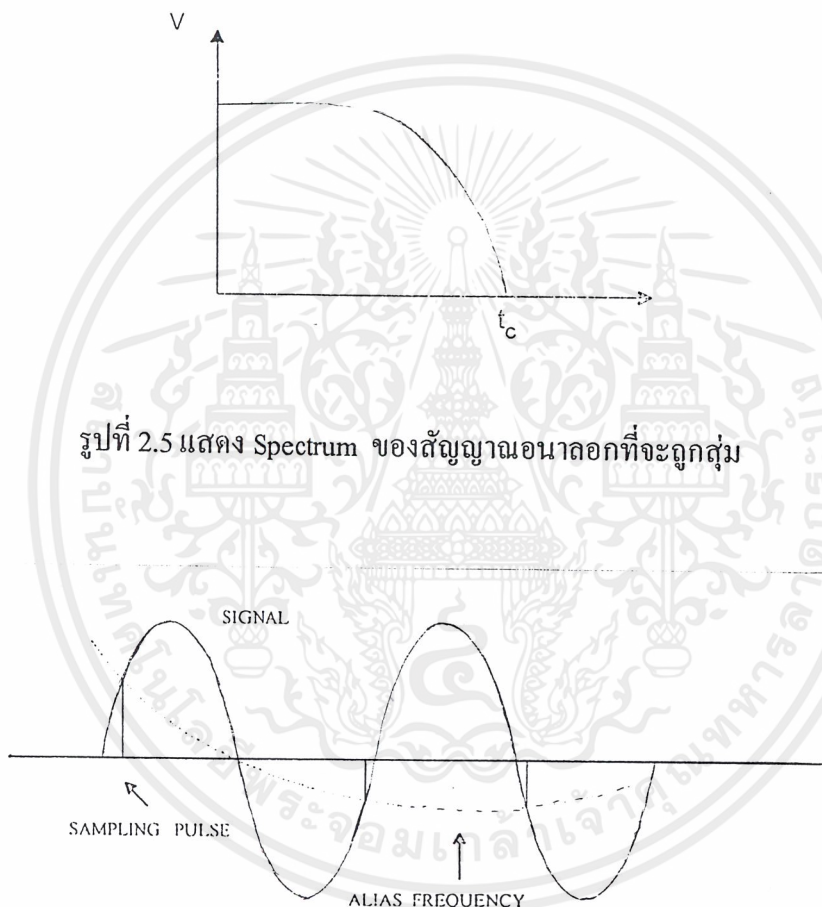 V
t_c
รูปที่ 2.5 แสดง Spectrum ของสัญญาณอนาลอกที่จะถูกสุ่ม
SIGNAL
SAMPLING PULSE
ALIAS FREQUENCY